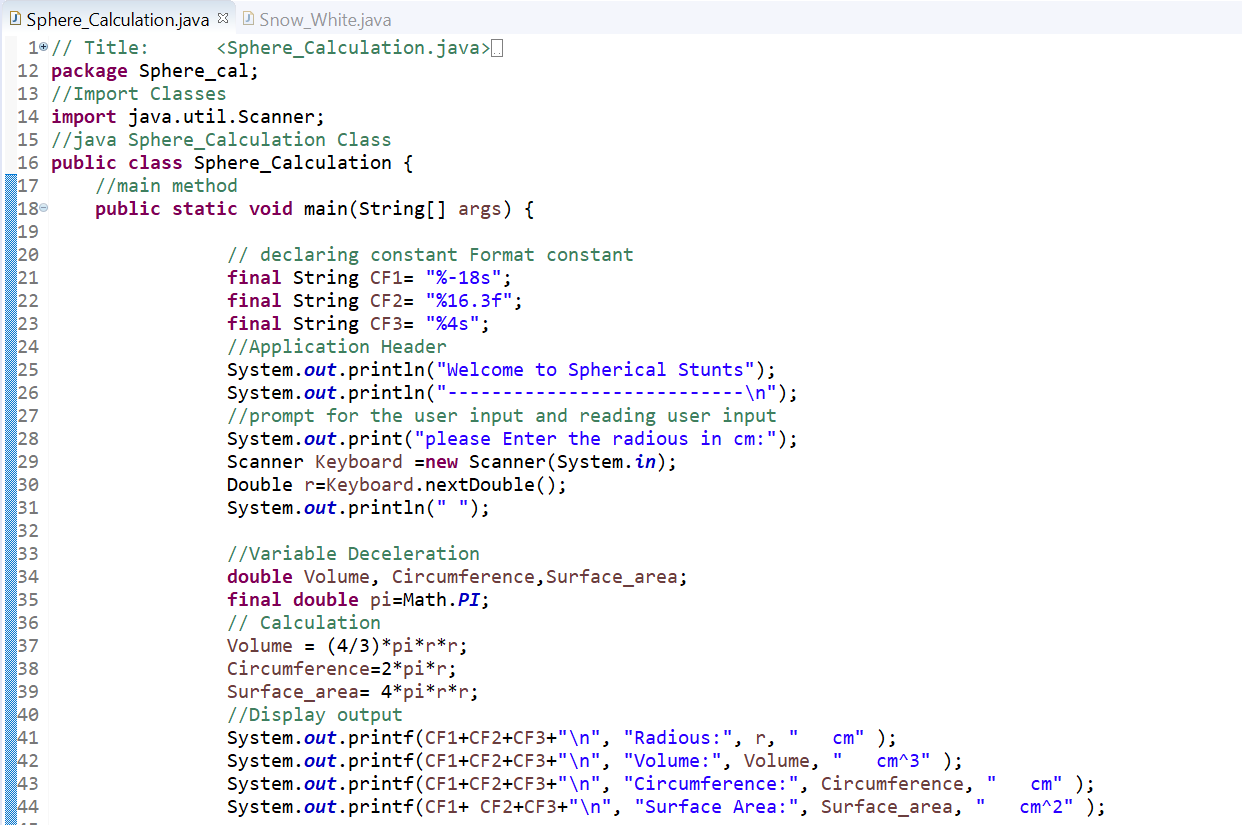 Sphere_Calculation.java Snow_White.java
1 // Title: <Sphere_Calculation.java>
12 package Sphere_cal;
13 //Import Classes
14 import java.util.Scanner;
15 //java Sphere_Calculation Class
16 public class Sphere_Calculation {
17 //main method
18 public static void main(String[] args) {
19
20 // declaring constant Format constant
21 final String CF1= "%-18s";
22 final String CF2= "%16.3f";
23 final String CF3= "%4s";
24 //Application Header
25 System.out.println("Welcome to Spherical Stunts");
26 System.out.println("---------------------------\n");
27 //prompt for the user input and reading user input
28 System.out.print("please Enter the radious in cm:");
29 Scanner Keyboard =new Scanner(System.in);
30 Double r=Keyboard.nextDouble();
31 System.out.println(" ");
32
33 //Variable Deceleration
34 double Volume, Circumference,Surface_area;
35 final double pi=Math.PI;
36 // Calculation
37 Volume = (4/3)*pi*r*r;
38 Circumference=2*pi*r;
39 Surface_area= 4*pi*r*r;
40 //Display output
41 System.out.printf(CF1+CF2+CF3+"\n", "Radious:", r, "   cm" );
42 System.out.printf(CF1+CF2+CF3+"\n", "Volume:", Volume, "   cm^3" );
43 System.out.printf(CF1+CF2+CF3+"\n", "Circumference:", Circumference, "   cm" );
44 System.out.printf(CF1+ CF2+CF3+"\n", "Surface Area:", Surface_area, "   cm^2" );